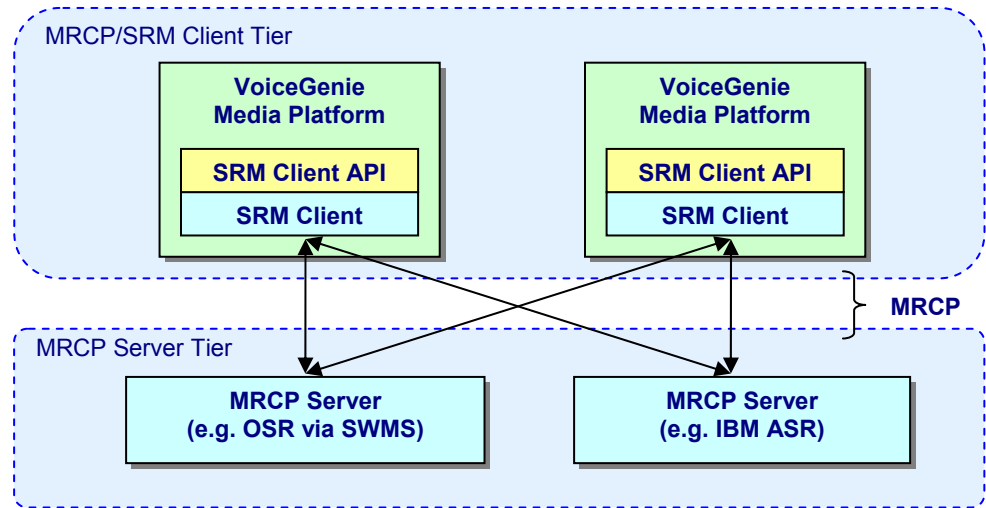 MRCP/SRM Client Tier
VoiceGenie
Media Platform
SRM Client API
SRM Client
VoiceGenie
Media Platform
SRM Client API
SRM Client
MRCP
MRCP Server Tier
MRCP Server
(e.g. OSR via SWMS)
MRCP Server
(e.g. IBM ASR)